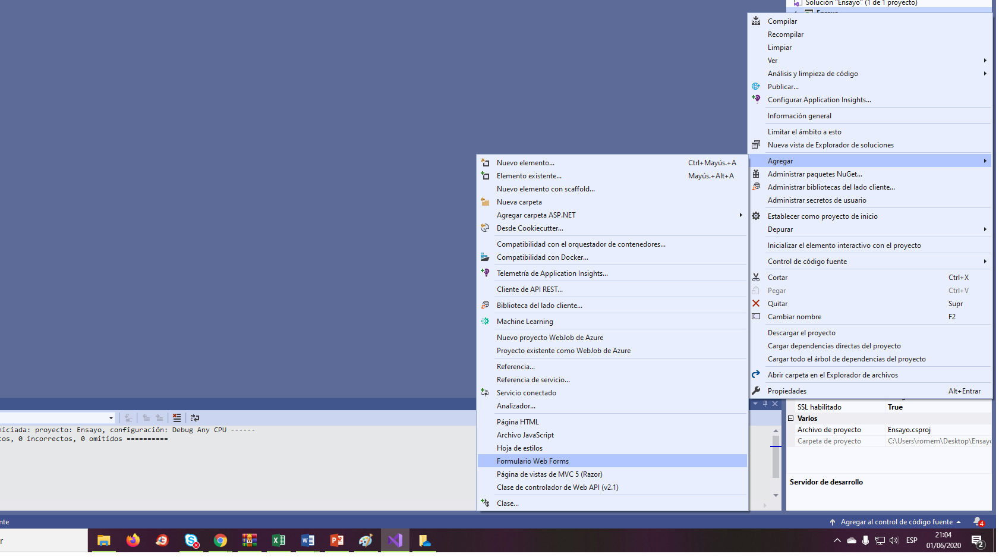 Solución "Ensayo" (1 de 1 proyecto)
Compilar
Recompilar
Limpiar
Ver
Análisis y limpieza de código
Publicar...
Configurar Application Insights...
Información general
Limitar el ámbito a esto
Nueva vista de Explorador de soluciones
Agregar
Administrar paquetes NuGet...
Administrar bibliotecas del lado cliente...
Administrar secretos de usuario
Establecer como proyecto de inicio
Depurar
Inicializar el elemento interactivo con el proyecto
Control de código fuente
Cortar Ctrl+X
Pegar Ctrl+V
Quitar Supr
Cambiar nombre F2
Descargar el proyecto
Cargar dependencias directas del proyecto
Cargar todo el árbol de dependencias del proyecto
Abrir carpeta en el Explorador de archivos
Propiedades Alt+Entrar
Nuevo elemento... Ctrl+Mayús.+A
Elemento existente... Mayús.+Alt+A
Nuevo elemento con scaffold...
Nueva carpeta
Agregar carpeta ASP.NET
Desde Cookiecutter...
Compatibilidad con el orquestador de contenedores...
Compatibilidad con Docker...
Telemetría de Application Insights...
Cliente de API REST...
Biblioteca del lado cliente...
Machine Learning
Nuevo proyecto WebJob de Azure
Proyecto existente como WebJob de Azure
Referencia...
Referencia de servicio...
Servicio conectado
Analizador...
Página HTML
Archivo JavaScript
Hoja de estilos
Formulario Web Forms
Página de vistas de MVC 5 (Razor)
Clase de controlador de Web API (v2.1)
Clase...
SSL habilitado True
Varios
Archivo de proyecto Ensayo.csproj
Carpeta de proyecto C:\Users\romem\Desktop\Ensayo
Servidor de desarrollo
niciada: proyecto: Ensayo, configuración: Debug Any CPU ------
tos, 0 incorrectos, 0 omitidos ==========
nte
Agregar al control de código fuente
4
r
ESP
21:04
01/06/2020
2